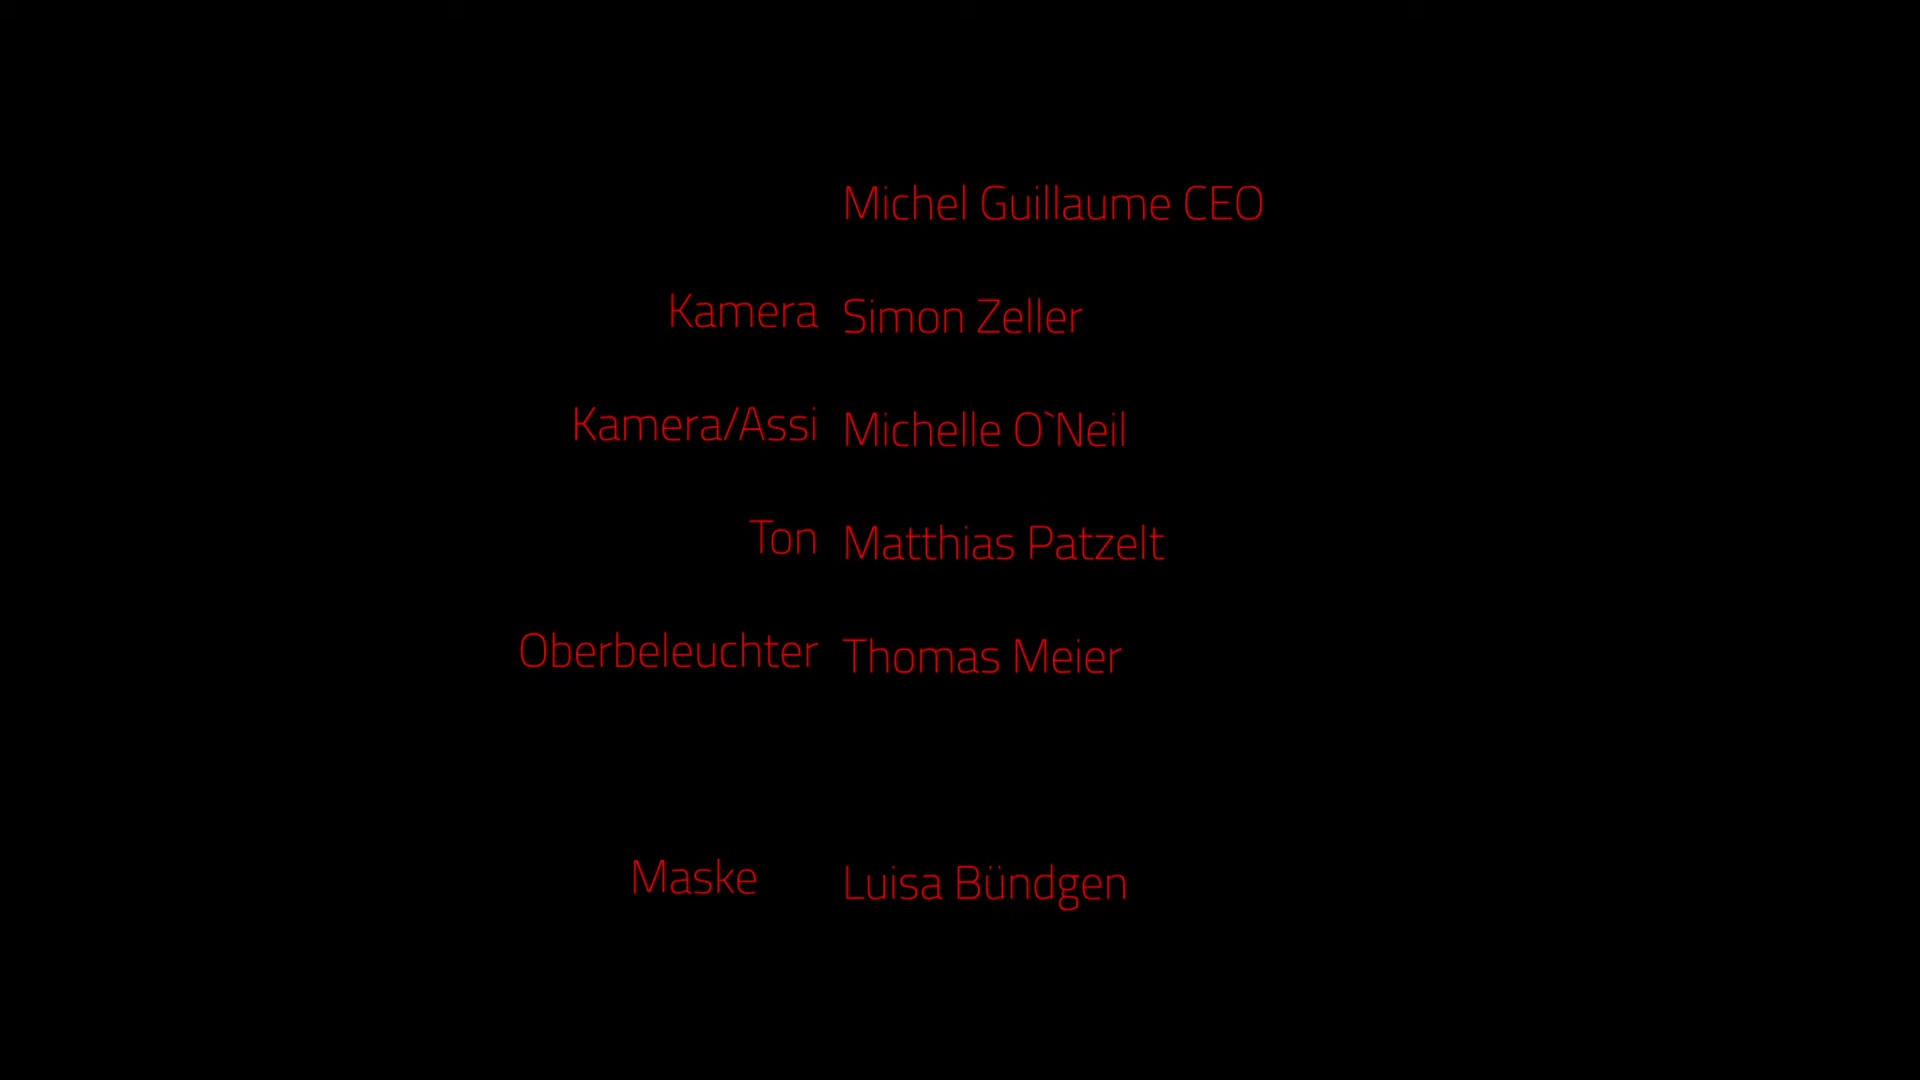 Michel Guillaume CEO
Kamera Simon Zeller
Kamera/Assi Michelle O`Neil
Ton Matthias Patzelt
Oberbeleuchter Thomas Meier
Maske Luisa Bündgen